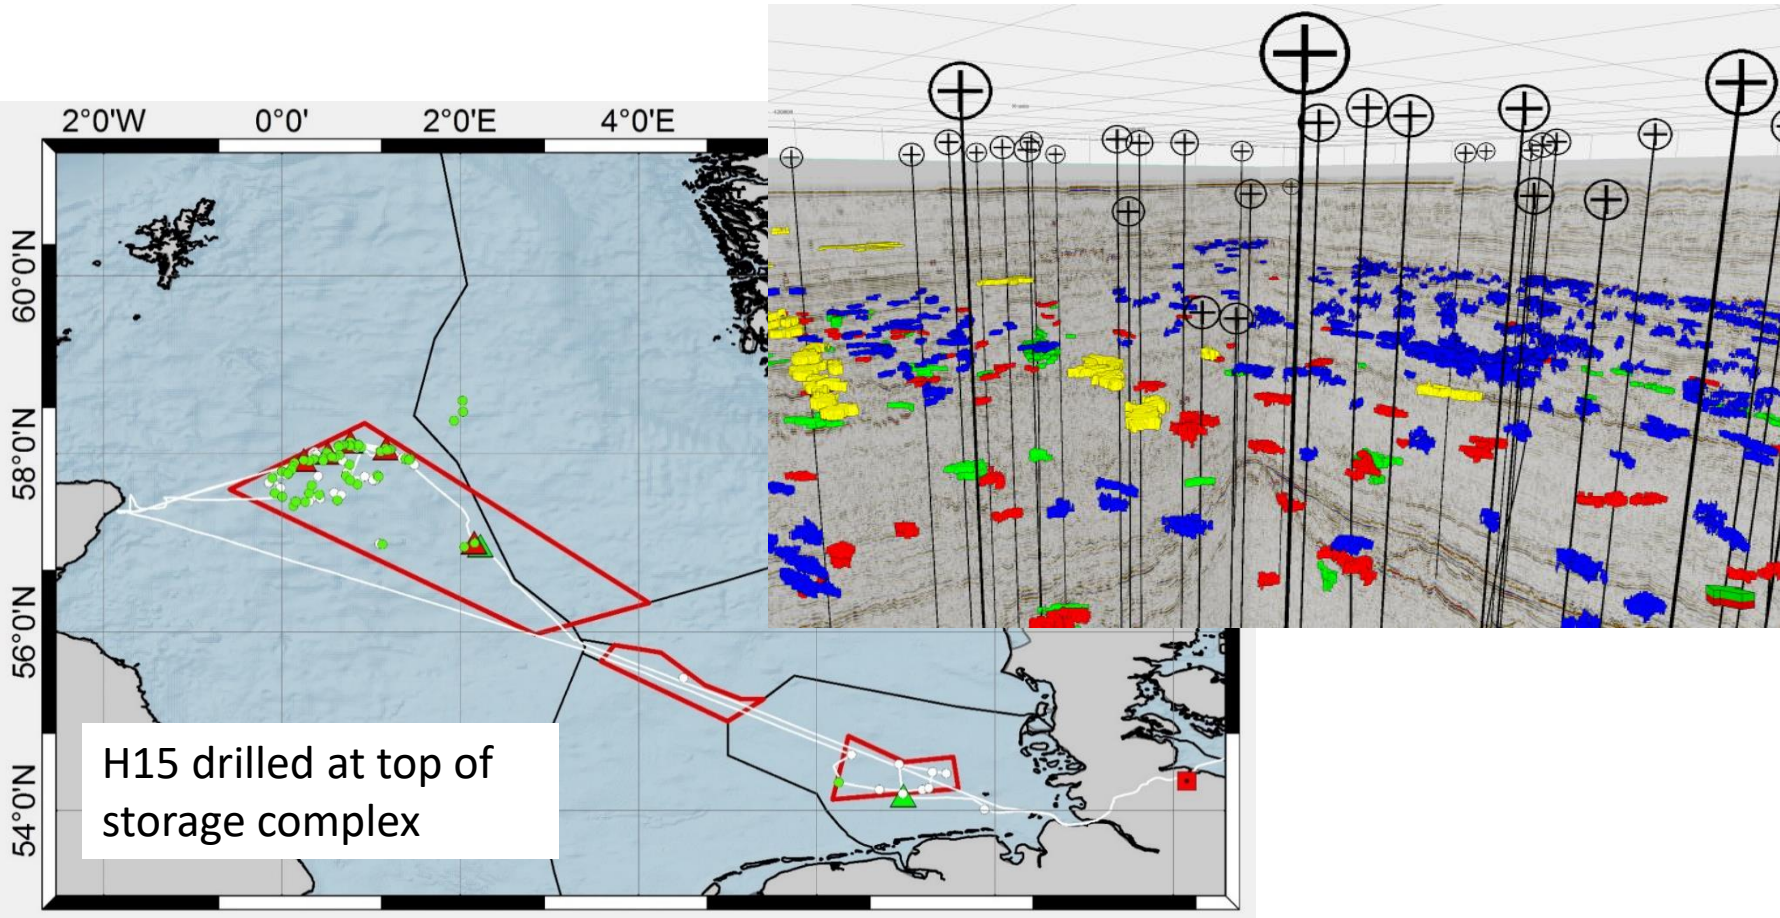 2°0'W 0°0' 2°0'E 4°0'E
60°0'N
58°0'N
56°0'N
54°0'N
H15 drilled at top of
storage complex